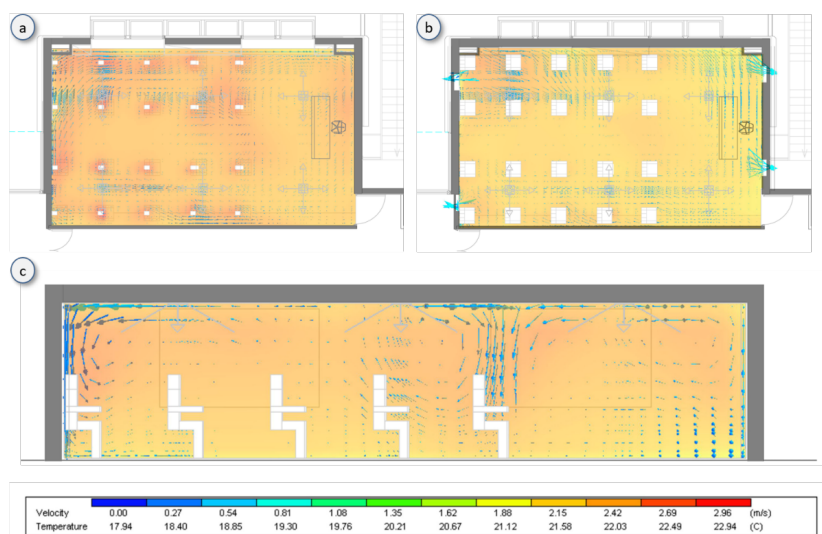 a
b
c
Velocity 0.00 0.27 0.54 0.81 1.08 1.35 1.62 1.88 2.15 2.42 2.69 2.96 (m/s)
Temperature 17.94 18.40 18.85 19.30 19.76 20.21 20.67 21.12 21.58 22.03 22.49 22.94 (C)